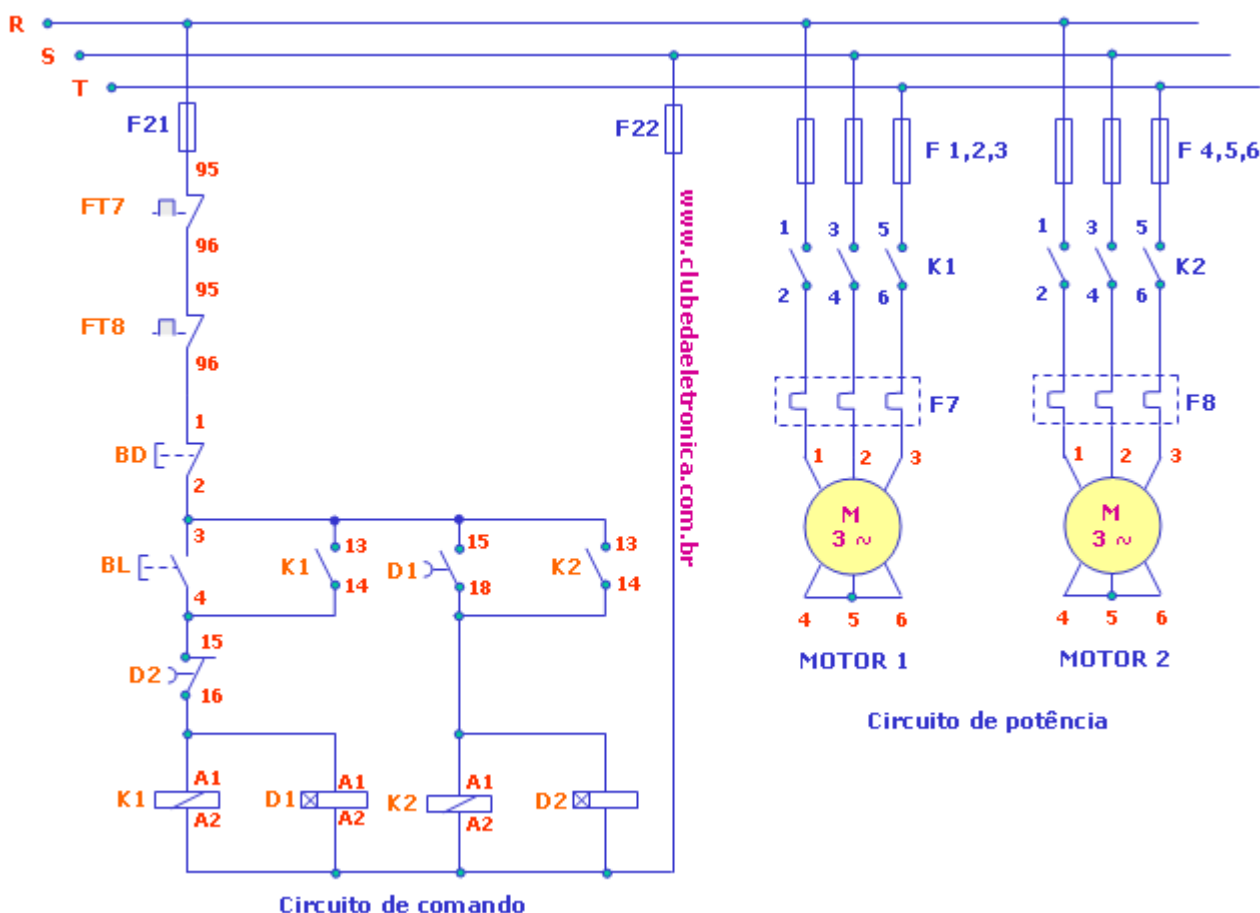 R
S
T
F21
F22
F 1,2,3
F 4,5,6
95
FT7
96
95
FT8
96
1
BD
2
3
BL
4
K1
13
14
D1
15
18
K2
13
14
15
D2
16
K1
A1
A2
D1
A1
A2
K2
A1
A2
D2
Circuito de comando
www.clubedaeletronica.com.br
1
3
5
K1
2
4
6
F7
1
2
3
M
3 ~
4
5
6
MOTOR 1
1
3
5
K2
2
4
6
F8
1
2
3
M
3 ~
4
5
6
MOTOR 2
Circuito de potência